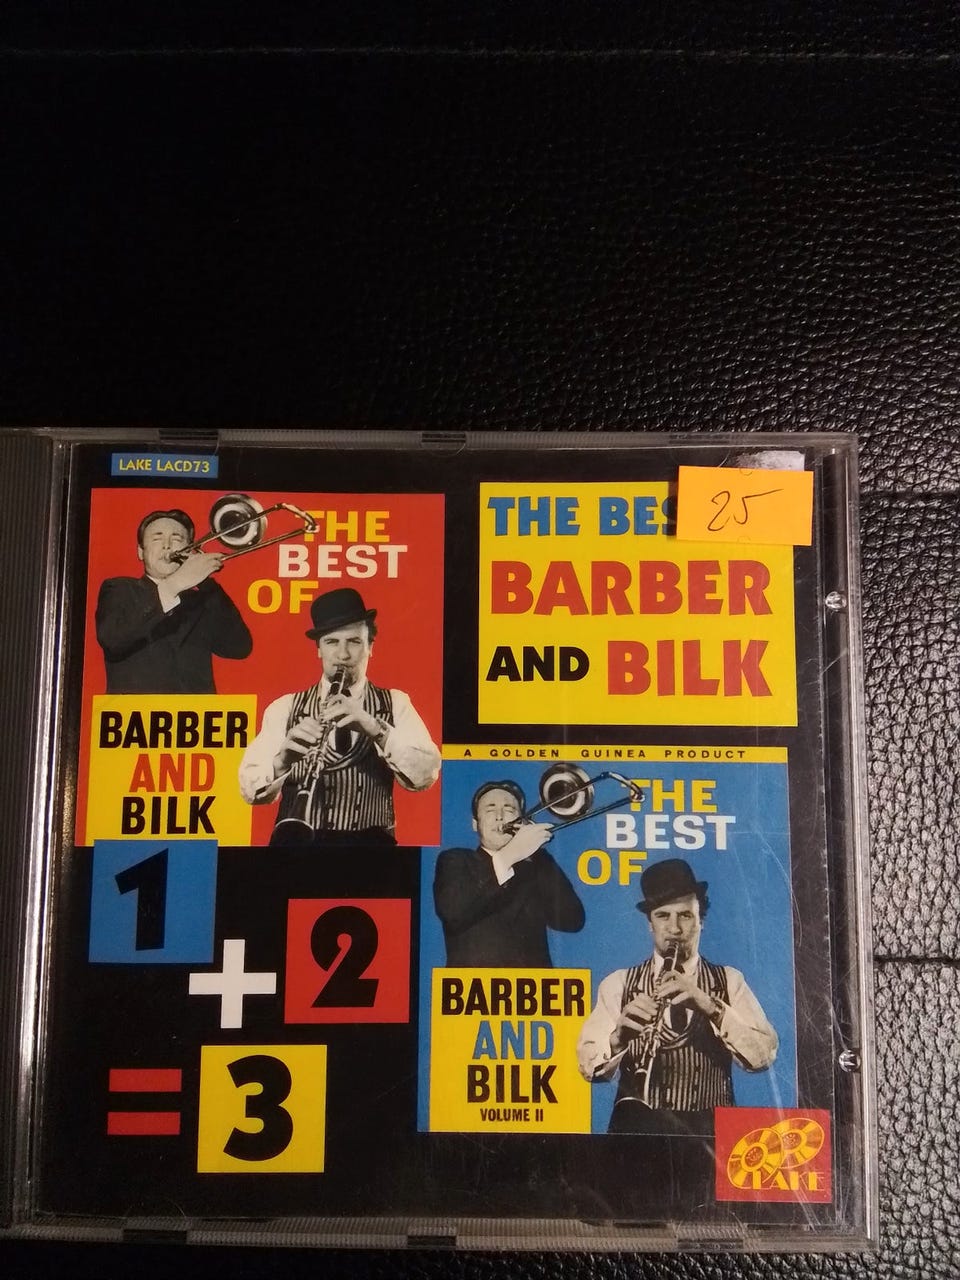 LAKE LACD73
THE
BEST
OF
BARBER
AND
BILK
THE BES
25
BARBER
AND BILK
A GOLDEN GUINEA PRODUCT
THE
BEST
OF
BARBER
AND
BILK
VOLUME II
1
+ 2
= 3
LAKE